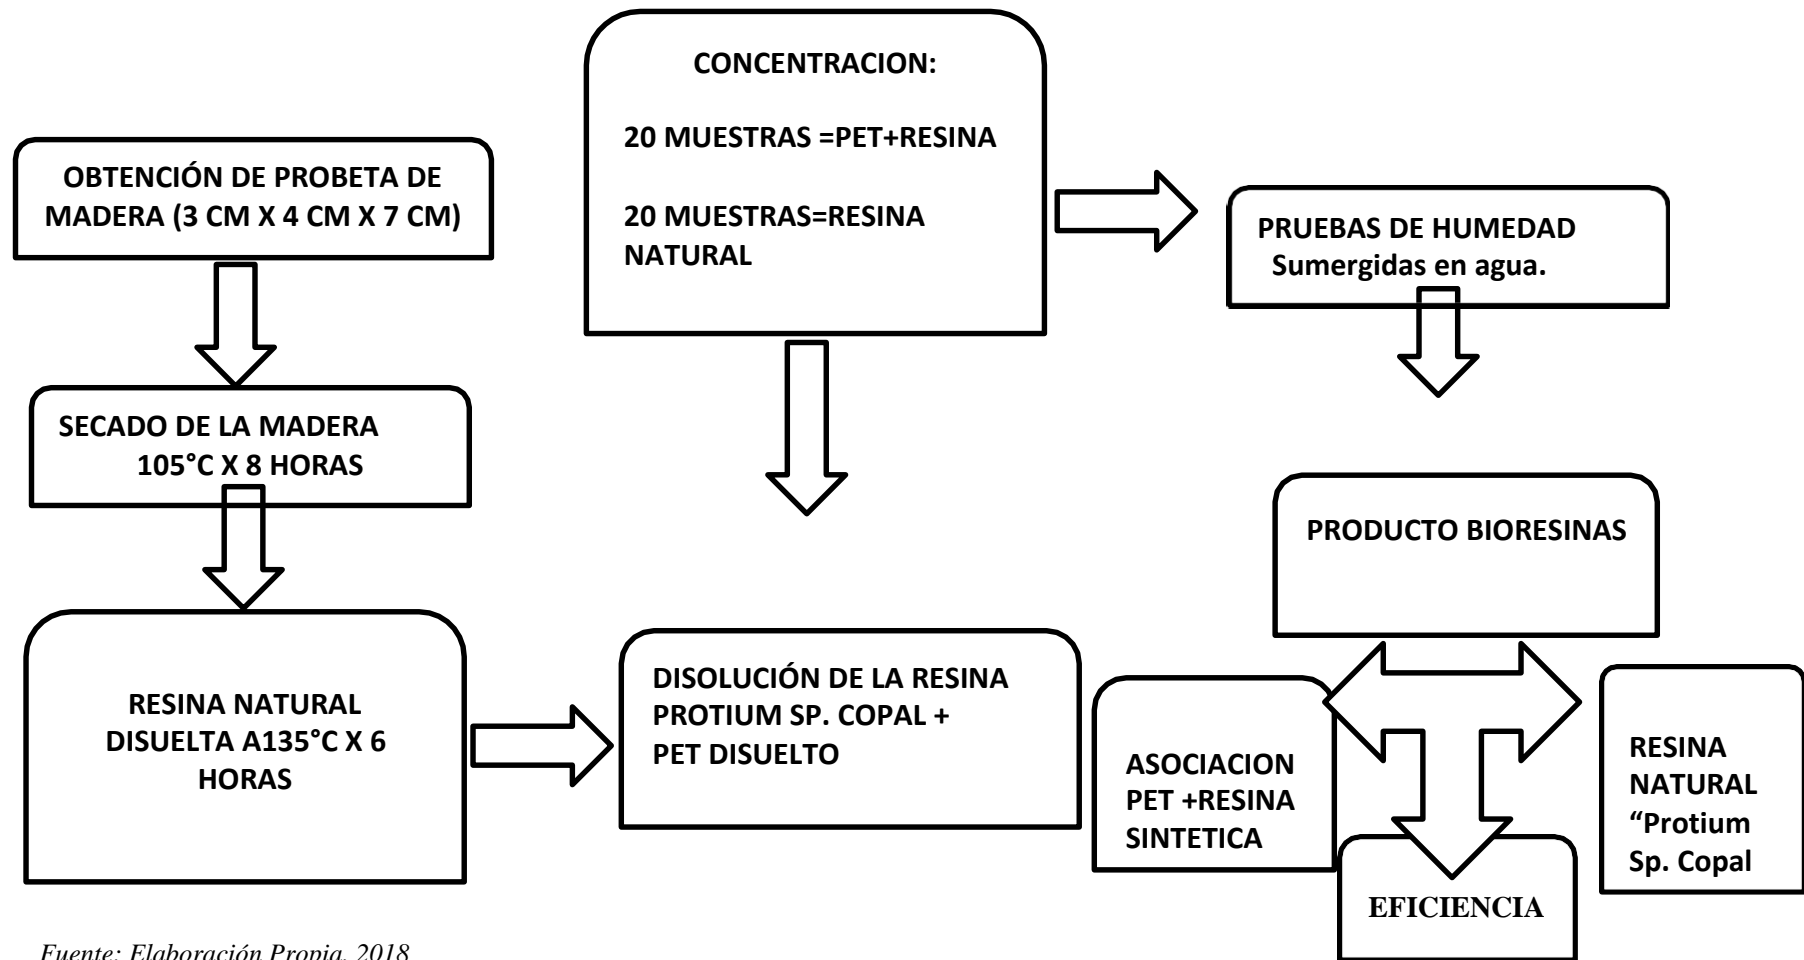 OBTENCIÓN DE PROBETA DE
MADERA (3 CM X 4 CM X 7 CM)
SECADO DE LA MADERA
105°C X 8 HORAS
RESINA NATURAL
DISUELTA A135°C X 6
HORAS
DISOLUCIÓN DE LA RESINA
PROTIUM SP. COPAL +
PET DISUELTO
CONCENTRACION:
20 MUESTRAS =PET+RESINA
20 MUESTRAS=RESINA
NATURAL
PRUEBAS DE HUMEDAD
Sumergidas en agua.
PRODUCTO BIORESINAS
ASOCIACION
PET +RESINA
SINTETICA
EFICIENCIA
RESINA
NATURAL
“Protium
Sp. Copal
Fuente: Elaboración Propia, 2018